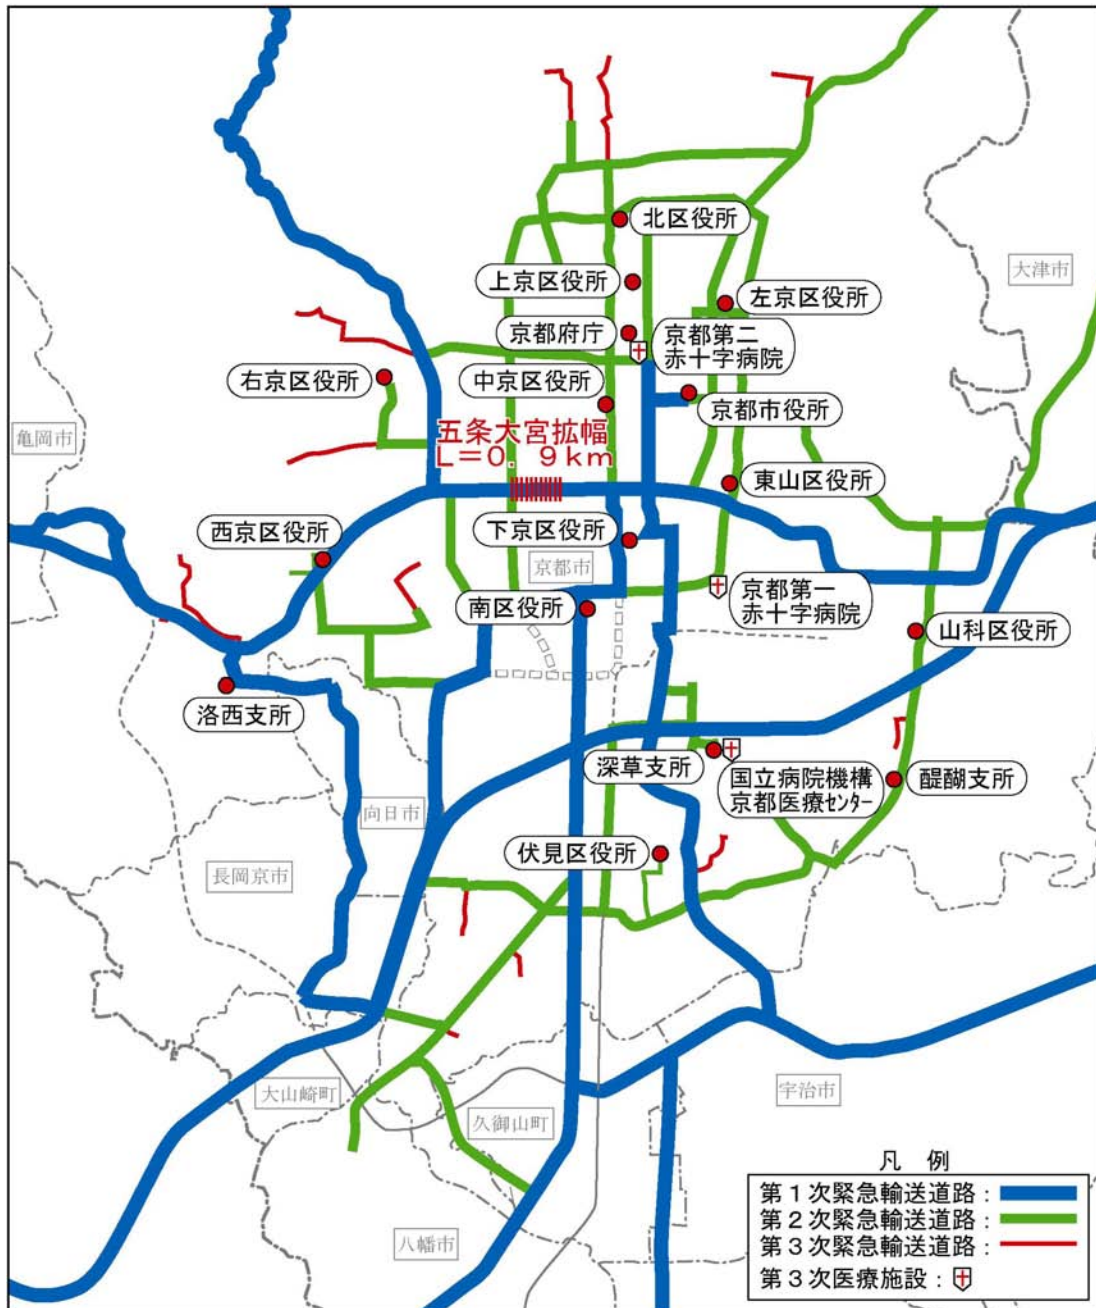 北区役所
大津市
上京区役所
左京区役所
京都府庁
京都第二
赤十字病院
右京区役所
中京区役所
京都市役所
亀岡市
五条大宮拡幅
L=0．9km
東山区役所
西京区役所
下京区役所
京都市
京都第一
赤十字病院
南区役所
山科区役所
洛西支所
深草支所
国立病院機構
京都医療ｾﾝﾀｰ
醍醐支所
向日市
伏見区役所
長岡京市
大山崎町
久御山町
宇治市
八幡市
凡 例
第１次緊急輸送道路：
第２次緊急輸送道路：
第３次緊急輸送道路：
第３次医療施設：